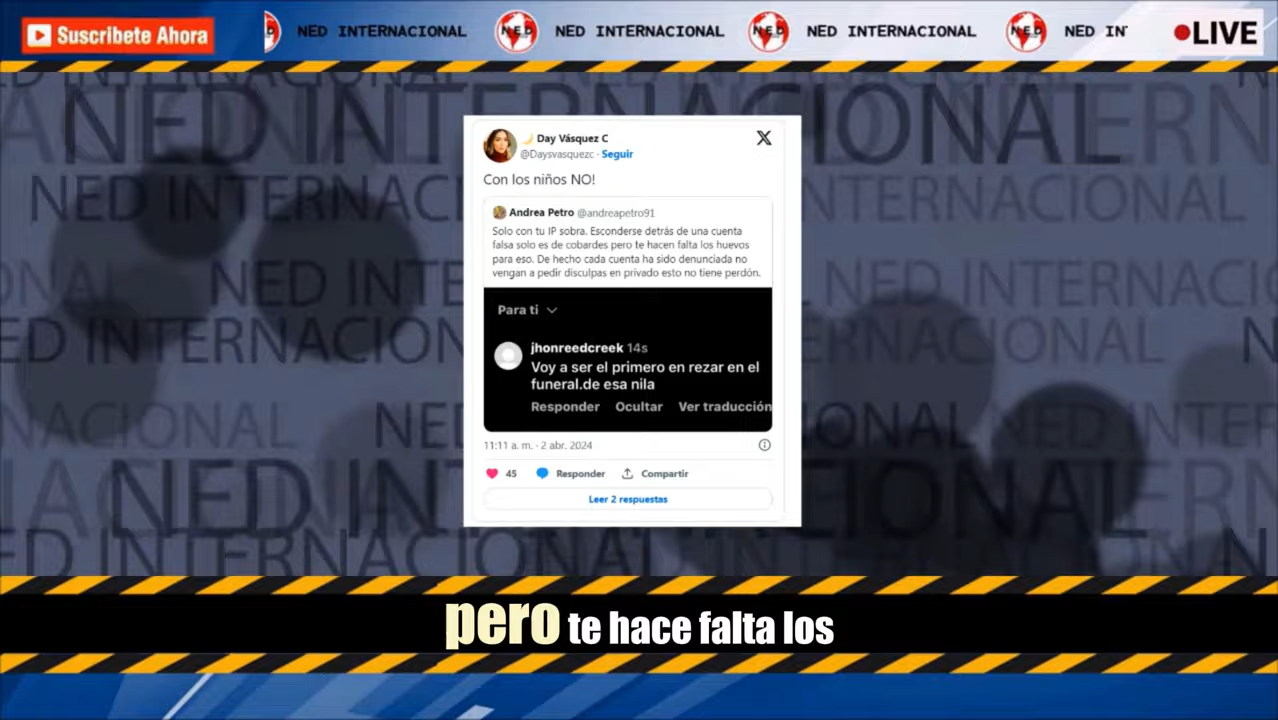 Suscribete Ahora
NED INTERNACIONAL
NED INTERNACIONAL
NED INTERNACIONAL
NED IN
LIVE
Day Vásquez C
@Daysvasquezc · Seguir
Con los niños NO!
Andrea Petro @andreapetro91
Solo con tu IP sobra. Esconderse detrás de una cuenta
falsa solo es de cobardes pero te hacen falta los huevos
para eso. De hecho cada cuenta ha sido denunciada no
vengan a pedir disculpas en privado esto no tiene perdón.
Para ti
jhonreedcreek 14s
Voy a ser el primero en rezar en el
funeral.de esa nila
Responder Ocultar Ver traducción
11:11 a. m. · 2 abr. 2024
45 Responder Compartir
Leer 2 respuestas
pero te hace falta los